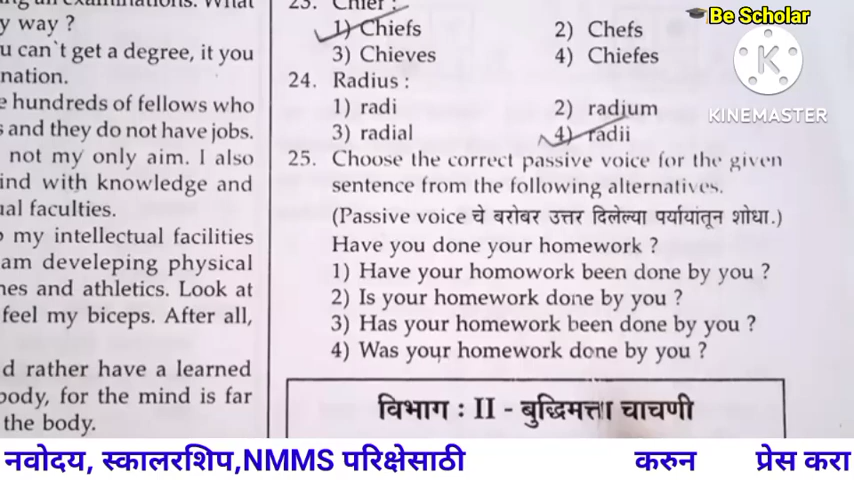 ng an examinations. What
y way ?
u can`t get a degree, it you
nation.
e hundreds of fellows who
s and they do not have jobs.
not my only aim. I also
ind with knowledge and
ual faculties.
o my intellectual facilities
am develeping physical
nes and athletics. Look at
feel my biceps. After all,
d rather have a learned
body, for the mind is far
the body.
23. Chief :
1) Chiefs 2) Chefs
3) Chieves 4) Chiefes
24. Radius :
1) radi 2) radium
3) radial 4) radii
25. Choose the correct passive voice for the given
sentence from the following alternatives.
(Passive voice चे बरोबर उत्तर दिलेल्या पर्यायांतून शोधा.)
Have you done your homework ?
1) Have your homowork been done by you ?
2) Is your homework done by you ?
3) Has your homework been done by you ?
4) Was your homework done by you ?
विभाग : II - बुद्धिमत्ता चाचणी
Be Scholar
K
KINEMASTER
नवोदय, स्कालरशिप,NMMS परिक्षेसाठी करुन प्रेस करा